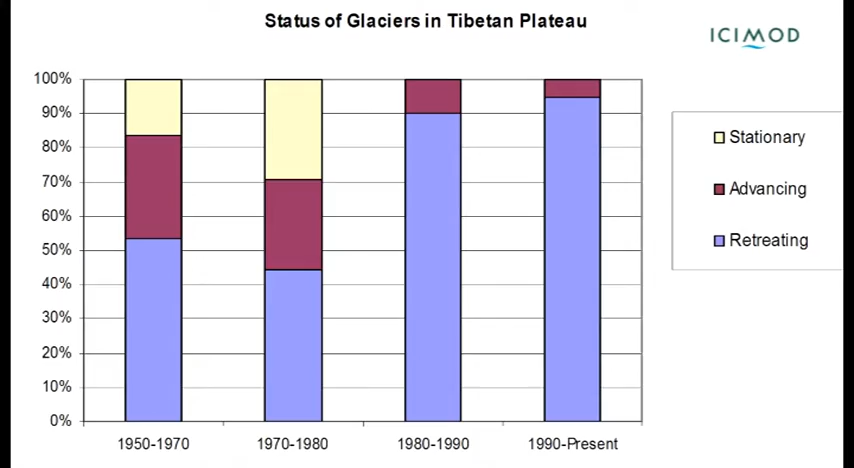 Status of Glaciers in Tibetan Plateau
ICIMOD
100%
90%
80%
70%
60%
50%
40%
30%
20%
10%
0%
1950-1970 1970-1980 1980-1990 1990-Present
Stationary
Advancing
Retreating